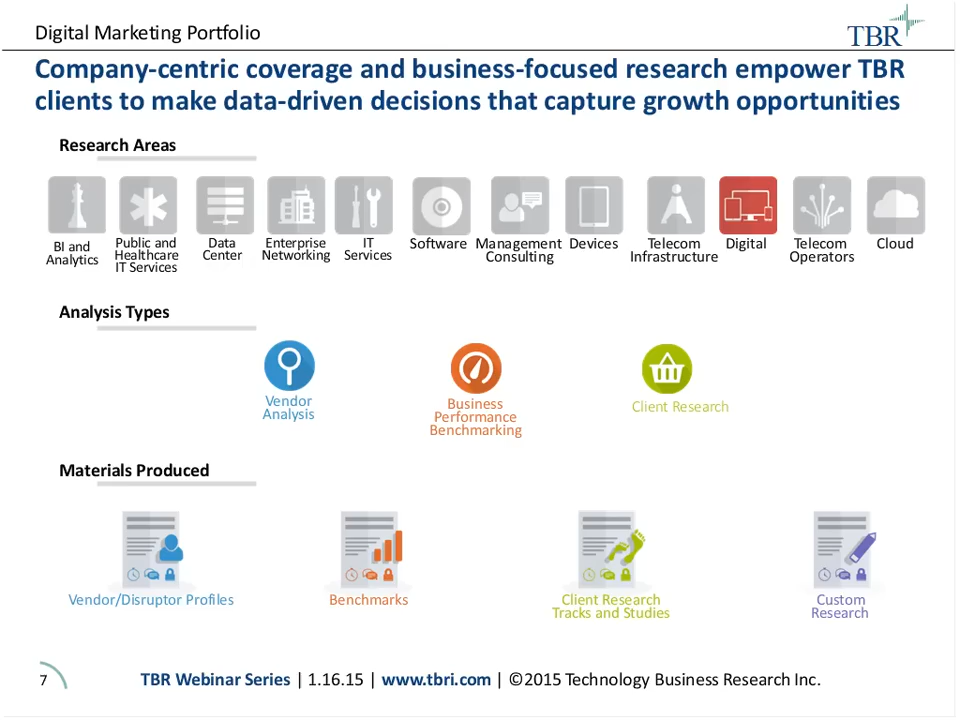 Digital Marketing Portfolio
TBR
Company-centric coverage and business-focused research empower TBR
clients to make data-driven decisions that capture growth opportunities
Research Areas
BI and
Analytics
Public and
Healthcare
IT Services
Data
Center
Enterprise
Networking
IT
Services
Software
Management
Consulting
Devices
Telecom
Infrastructure
Digital
Telecom
Operators
Cloud
Analysis Types
Vendor
Analysis
Business
Performance
Benchmarking
Client Research
Materials Produced
Vendor/Disruptor Profiles
Benchmarks
Client Research
Tracks and Studies
Custom
Research
7
TBR Webinar Series | 1.16.15 | www.tbri.com | ©2015 Technology Business Research Inc.